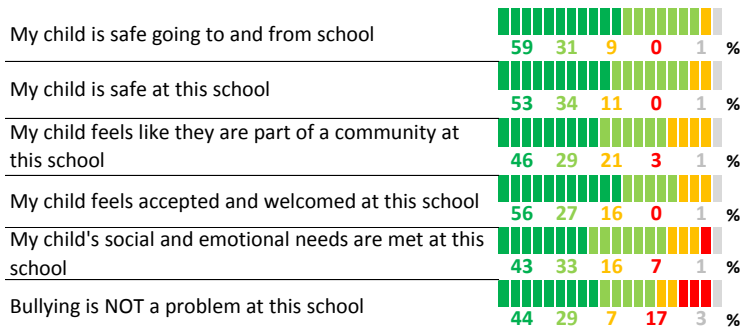 My child is safe going to and from school
59 31 9 0 1 %
My child is safe at this school
53 34 11 0 1 %
My child feels like they are part of a community at
this school
46 29 21 3 1 %
My child feels accepted and welcomed at this school
56 27 16 0 1 %
My child's social and emotional needs are met at this
school
43 33 16 7 1 %
Bullying is NOT a problem at this school
44 29 7 17 3 %